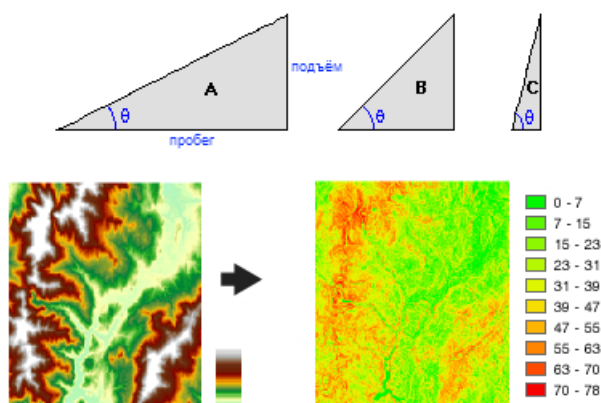 A
θ
подъём
пробег
B
θ
C
θ
0 - 7
7 - 15
15 - 23
23 - 31
31 - 39
39 - 47
47 - 55
55 - 63
63 - 70
70 - 78